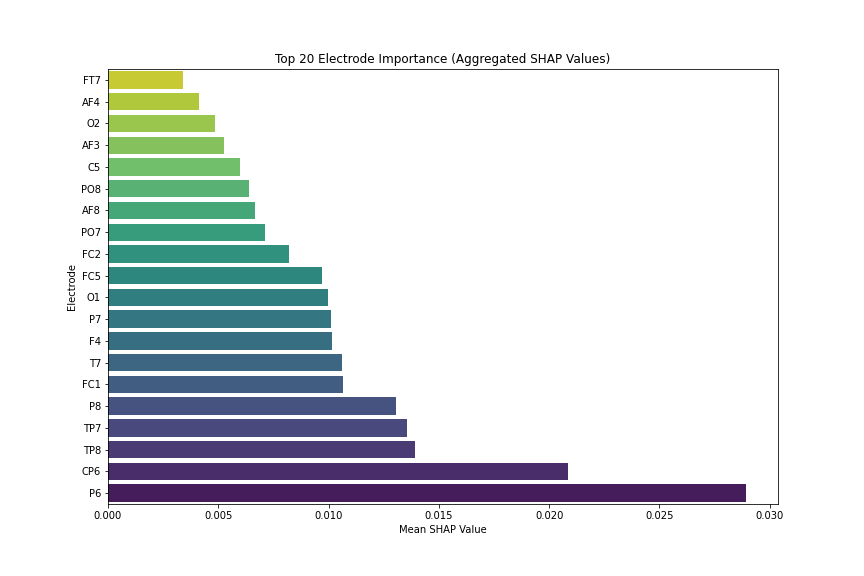 Top 20 Electrode Importance (Aggregated SHAP Values)
Electrode
FT7
AF4
O2
AF3
C5
PO8
AF8
PO7
FC2
FC5
O1
P7
F4
T7
FC1
P8
TP7
TP8
CP6
P6
0.000 0.005 0.010 0.015 0.020 0.025 0.030
Mean SHAP Value